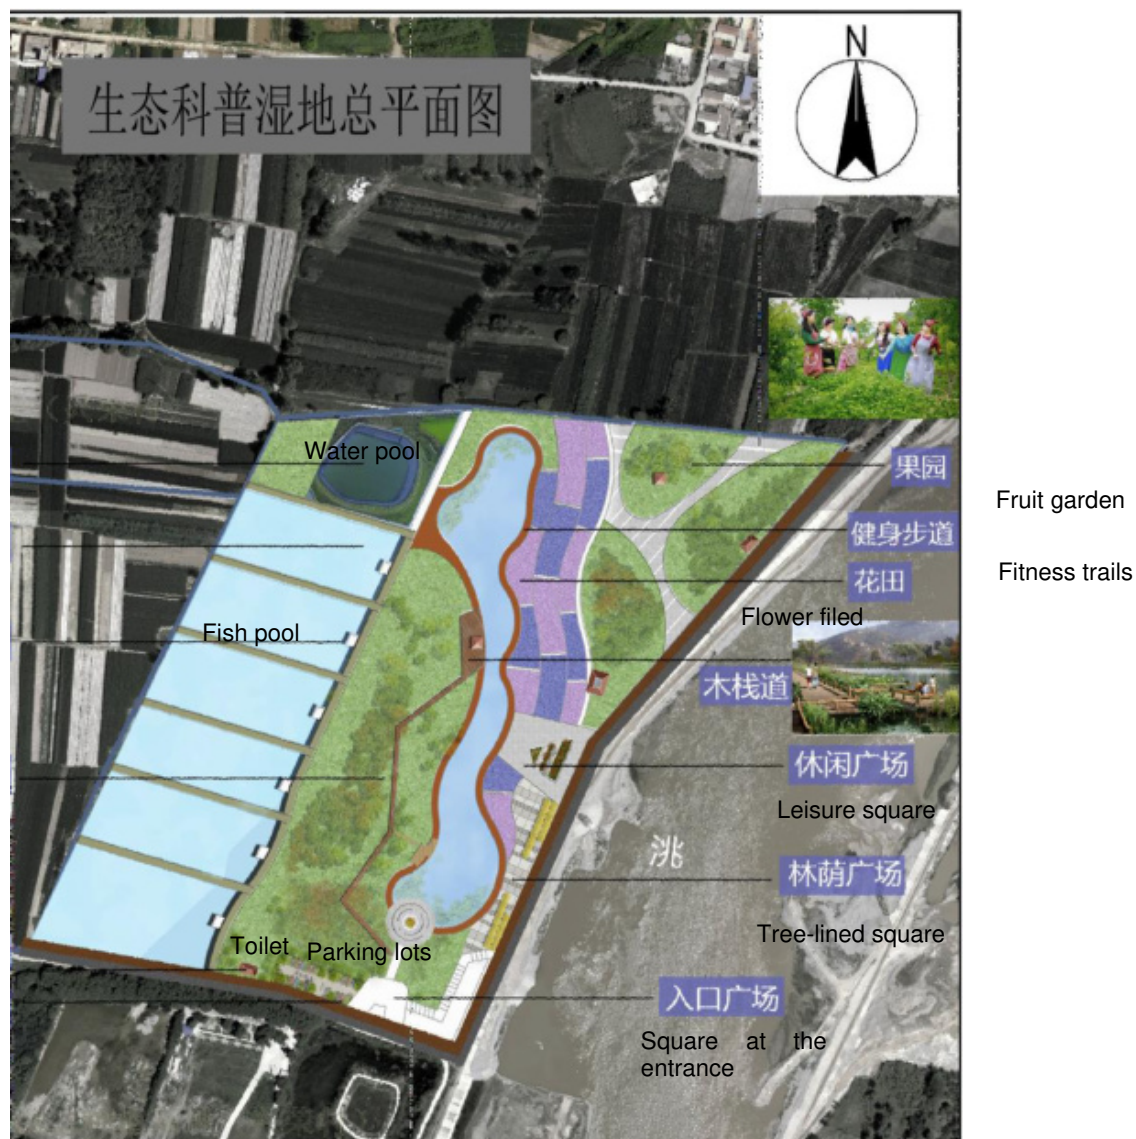 N
生态科普湿地总平面图
Water pool
果园
Fruit garden
健身步道
Fitness trails
花田
Flower filed
Fish pool
木栈道
休闲广场
Leisure square
洮
林荫广场
Tree-lined square
Toilet
Parking lots
入口广场
Square at the
entrance